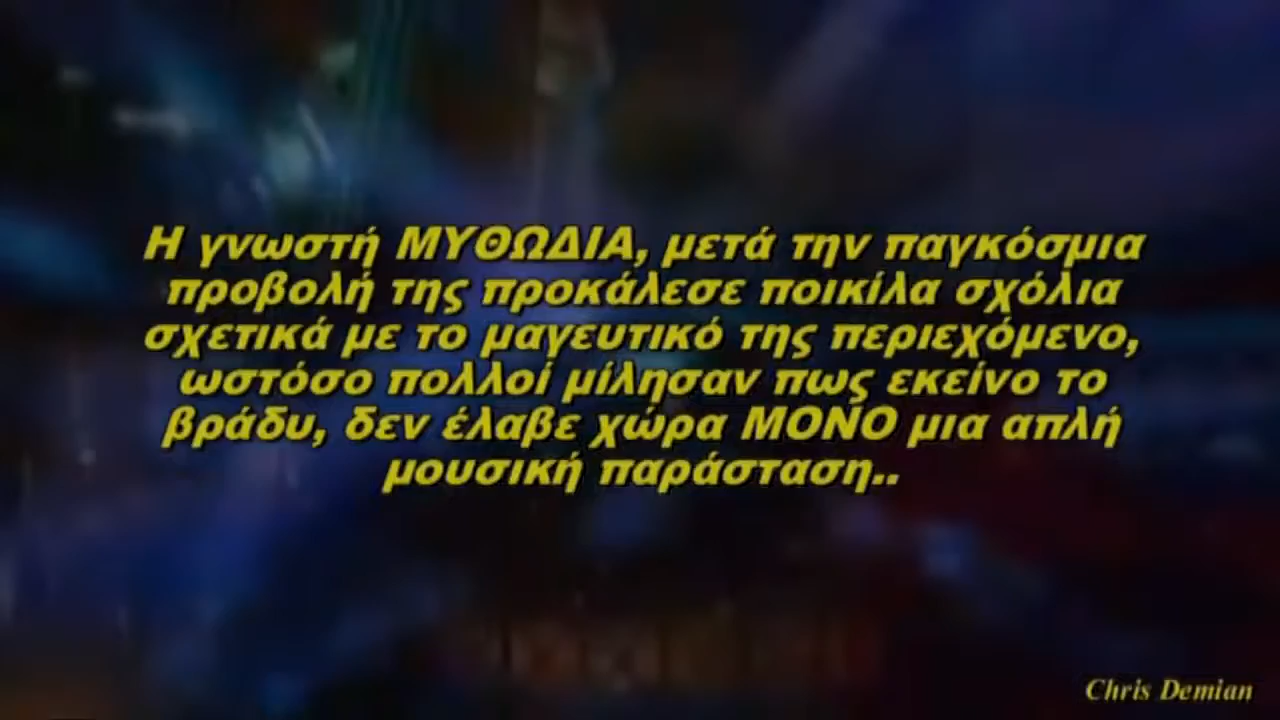 Η γνωστή ΜΥΘΩΔΙΑ, μετά την παγκόσμια
προβολή της προκάλεσε ποικίλα σχόλια
σχετικά με το μαγευτικό της περιεχόμενο,
ωστόσο πολλοί μίλησαν πως εκείνο το
βράδυ, δεν έλαβε χώρα ΜΟΝΟ μια απλή
μουσική παράσταση..
Chris Demian